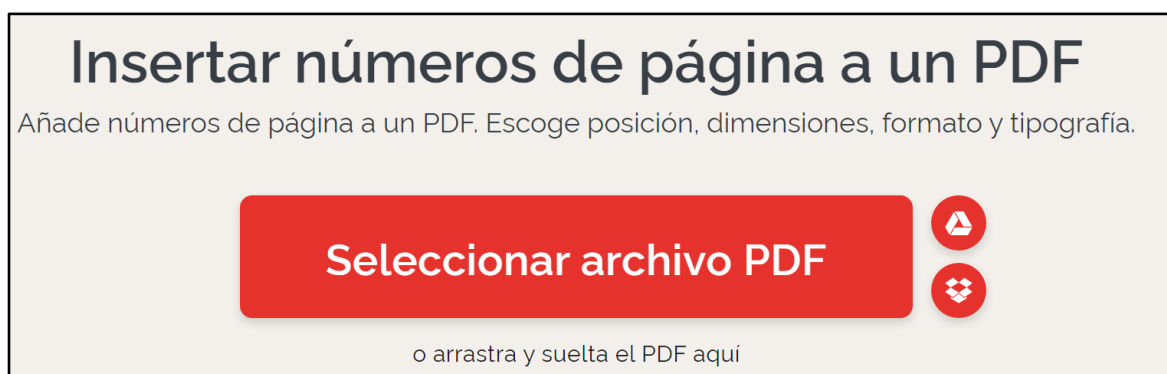 Insertar números de página a un PDF
Añade números de página a un PDF. Escoge posición, dimensiones, formato y tipografía.
Seleccionar archivo PDF
o arrastra y suelta el PDF aquí